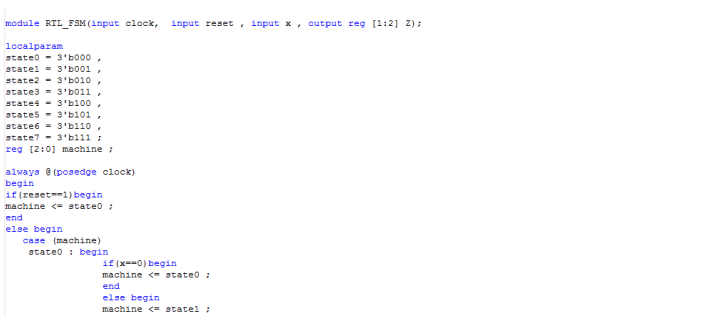 module RTL_FSM(input clock,  input reset , input x , output reg [1:2] Z);
localparam
state0 = 3'b000 ,
state1 = 3'b001 ,
state2 = 3'b010 ,
state3 = 3'b011 ,
state4 = 3'b100 ,
state5 = 3'b101 ,
state6 = 3'b110 ,
state7 = 3'b111 ;
reg [2:0] machine ;
always @(posedge clock)
begin
if(reset==1)begin
machine <= state0 ;
end
else begin
case (machine)
state0 : begin
if(x==0)begin
machine <= state0 ;
end
else begin
machine <= state1 ;